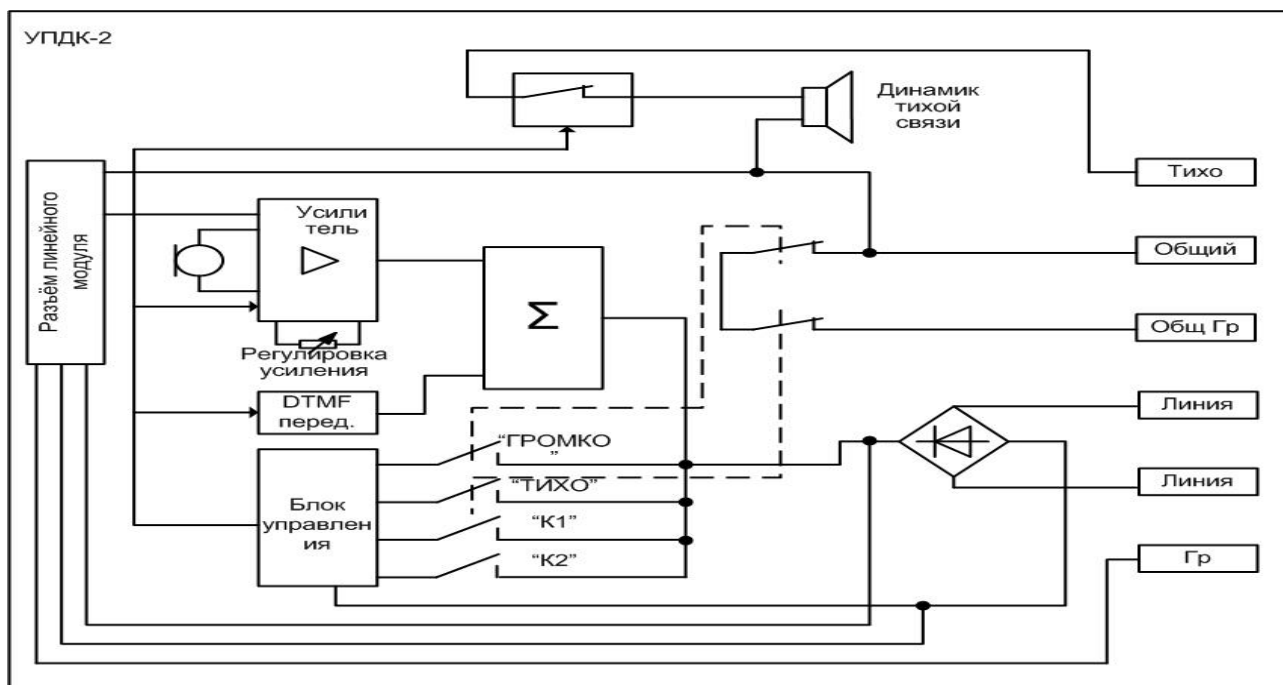 УПДК-2
Динамик
тихой
связи
Разъём линейного
модуля
Усили
тель
Тихо
Общий
Общ Гр
Σ
Регулировка
усиления
DTMF
перед.
Линия
“ГРОМКО
”
“ТИХО”
Линия
Блок
управлен
ия
“К1”
“К2”
Гр